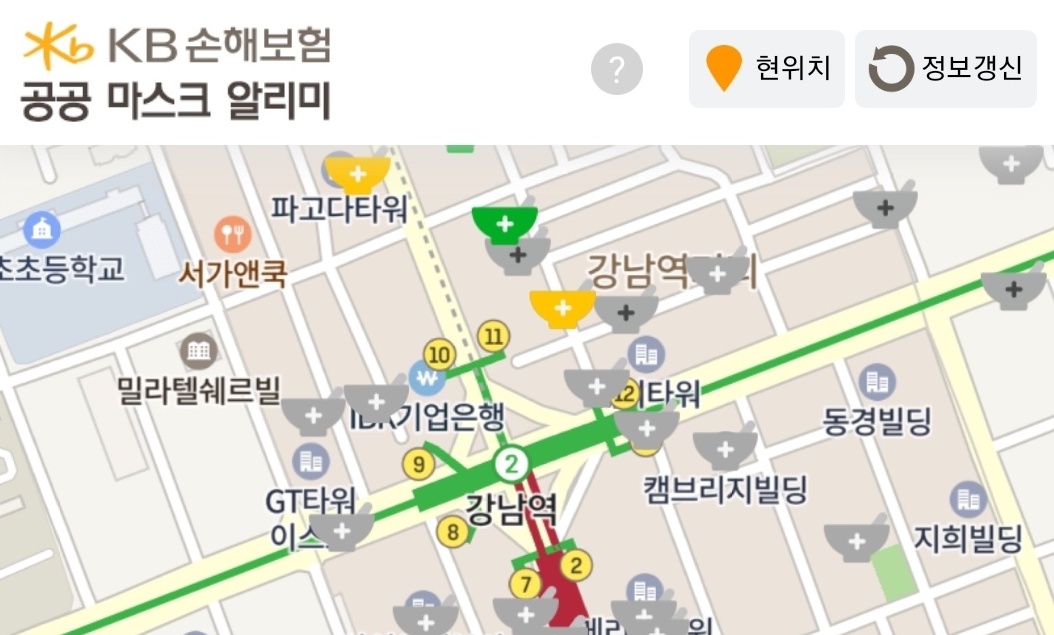 KB손해보험
공공 마스크 알리미
?
현위치
정보갱신
파고다타워
초초등학교
서가앤쿡
강남역
11
10
밀라텔쉐르빌
12
타워
IBK기업은행
동경빌딩
9
2
캠브리지빌딩
GT타워
이스
강남역
8
지희빌딩
2
7